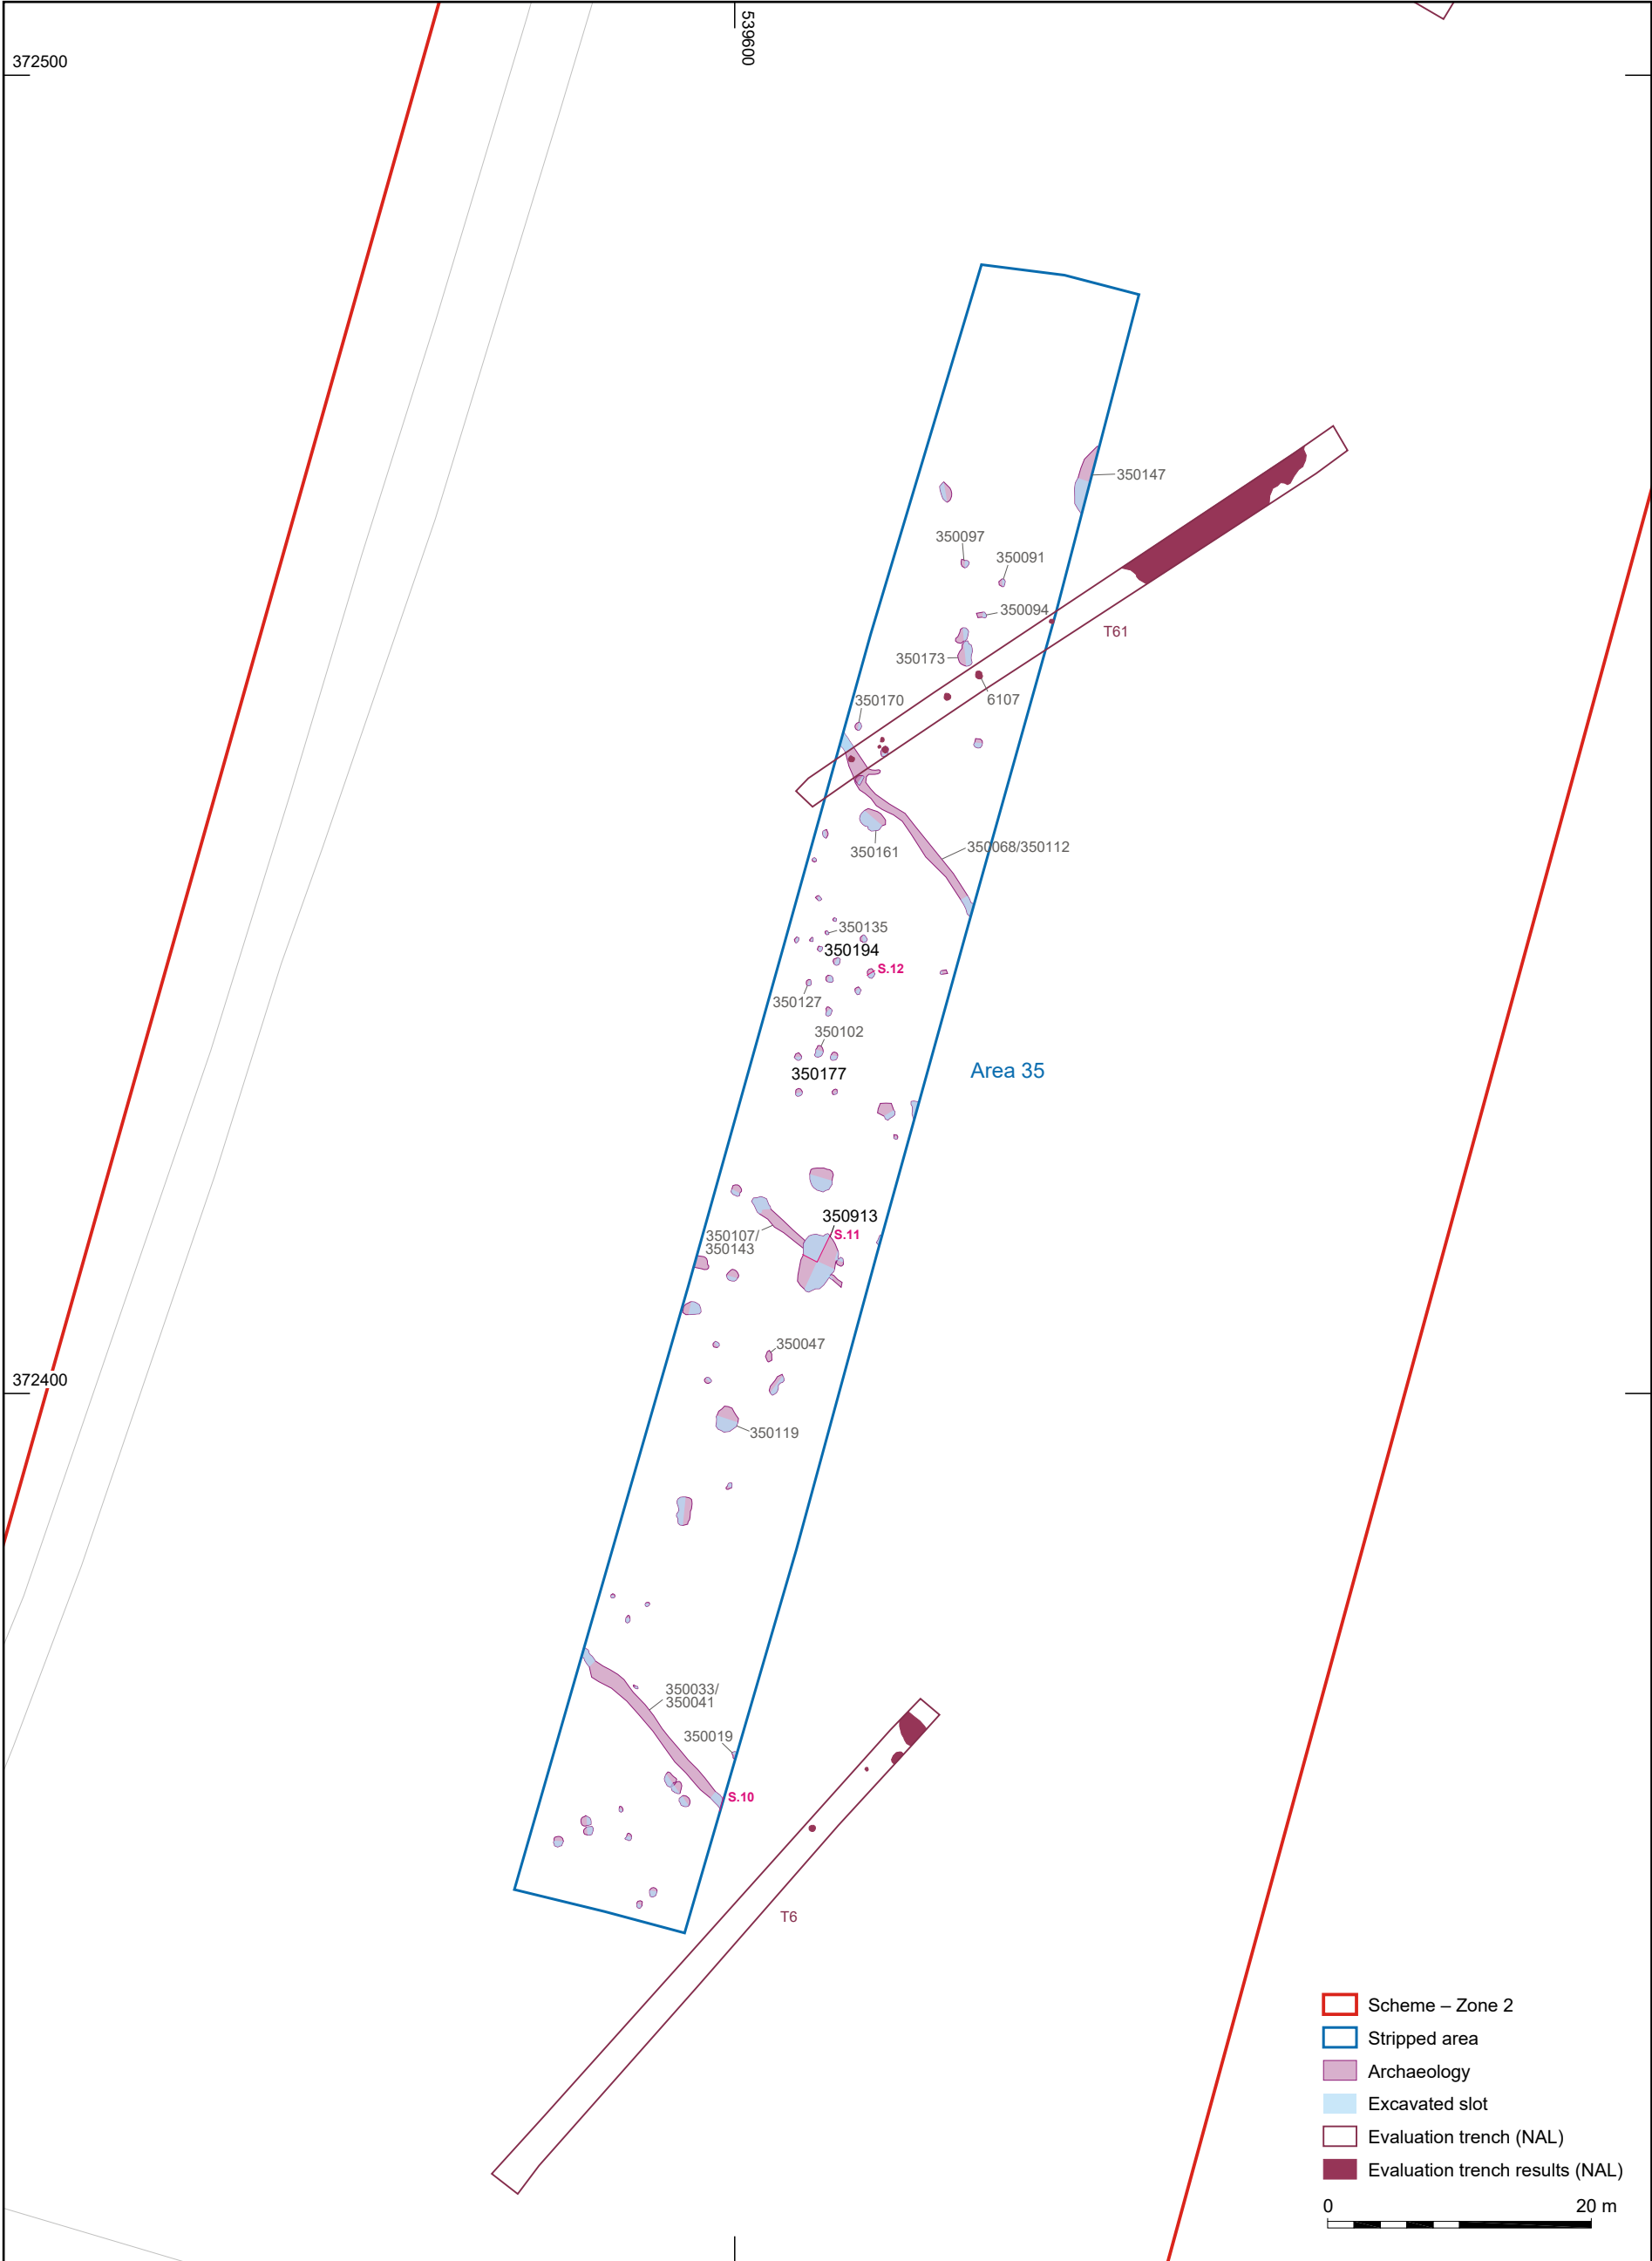 539600
372500
350147
350097
350091
350094
T61
350173
6107
350170
350161
350068/350112
350135
350194
S.12
350127
350102
Area 35
350177
350913
S.11
350107/
350143
350047
372400
350119
350033/
350041
350019
S.10
T6
Scheme – Zone 2
Stripped area
Archaeology
Excavated slot
Evaluation trench (NAL)
Evaluation trench results (NAL)
0 20 m